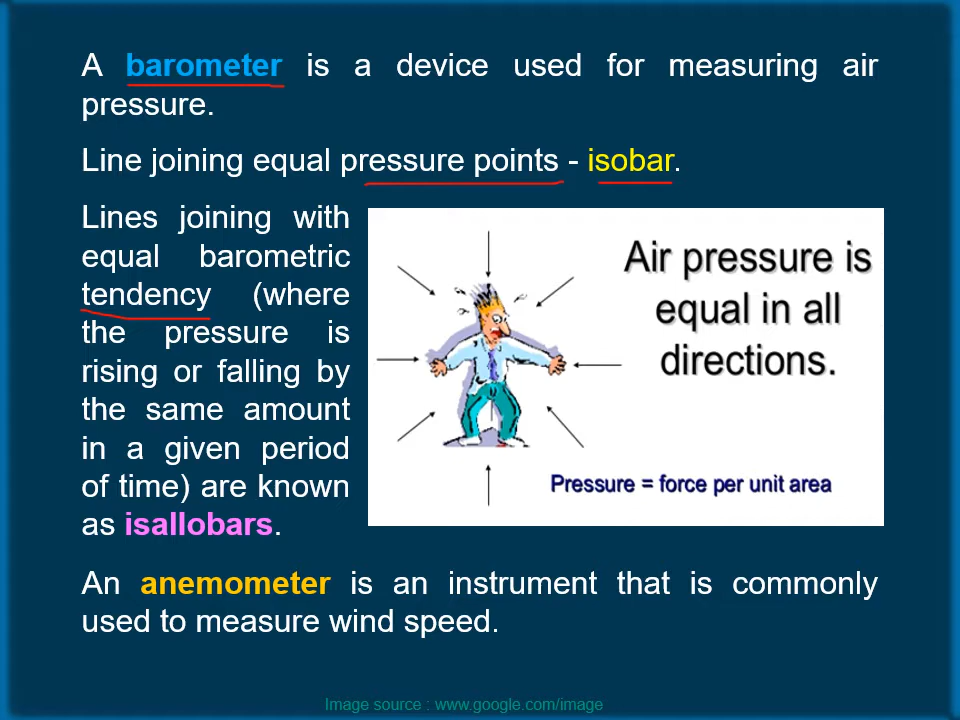 A barometer is a device used for measuring air
pressure.
Line joining equal pressure points - isobar.
Lines joining with
equal barometric
tendency (where
the pressure is
rising or falling by
the same amount
in a given period
of time) are known
as isallobars.
Air pressure is
equal in all
directions.
Pressure = force per unit area
An anemometer is an instrument that is commonly
used to measure wind speed.
Image source : www.google.com/image